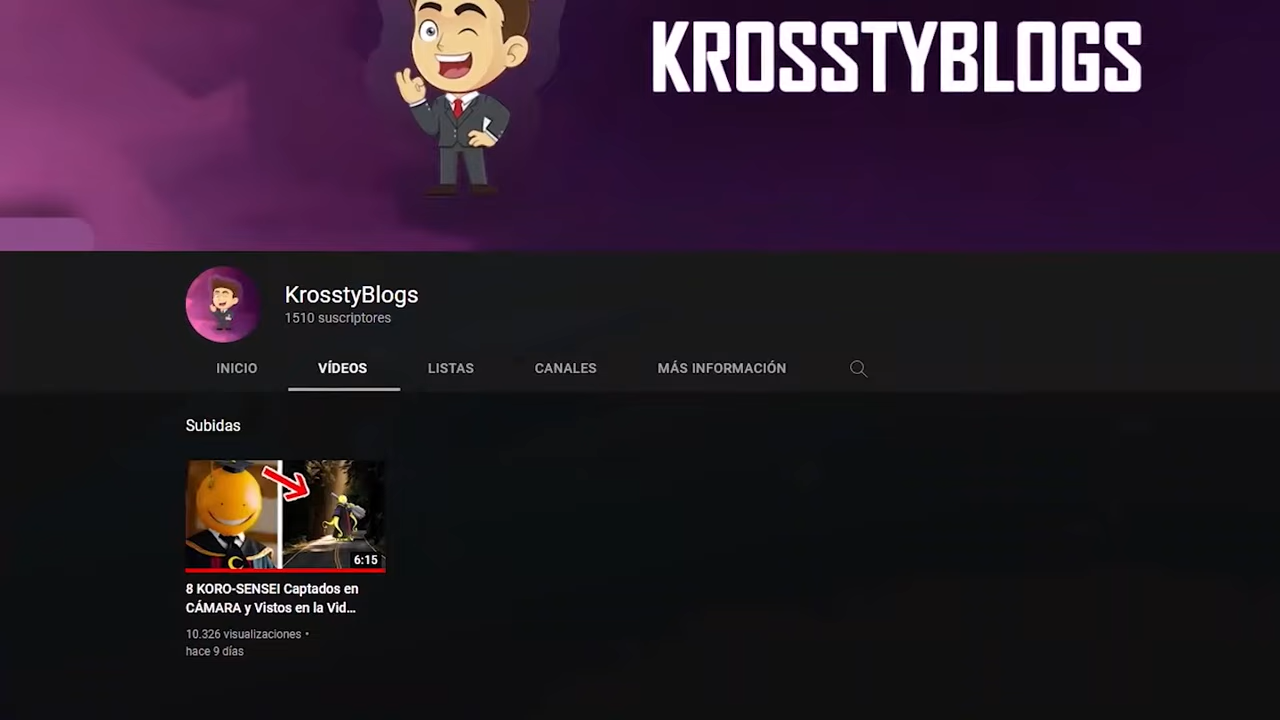 KROSSTYBLOGS
KrosstyBlogs
1510 suscriptores
INICIO VÍDEOS LISTAS CANALES MÁS INFORMACIÓN
Subidas
6:15
8 KORO-SENSEI Captados en
CÁMARA y Vistos en la Vid...
10.326 visualizaciones •
hace 9 días